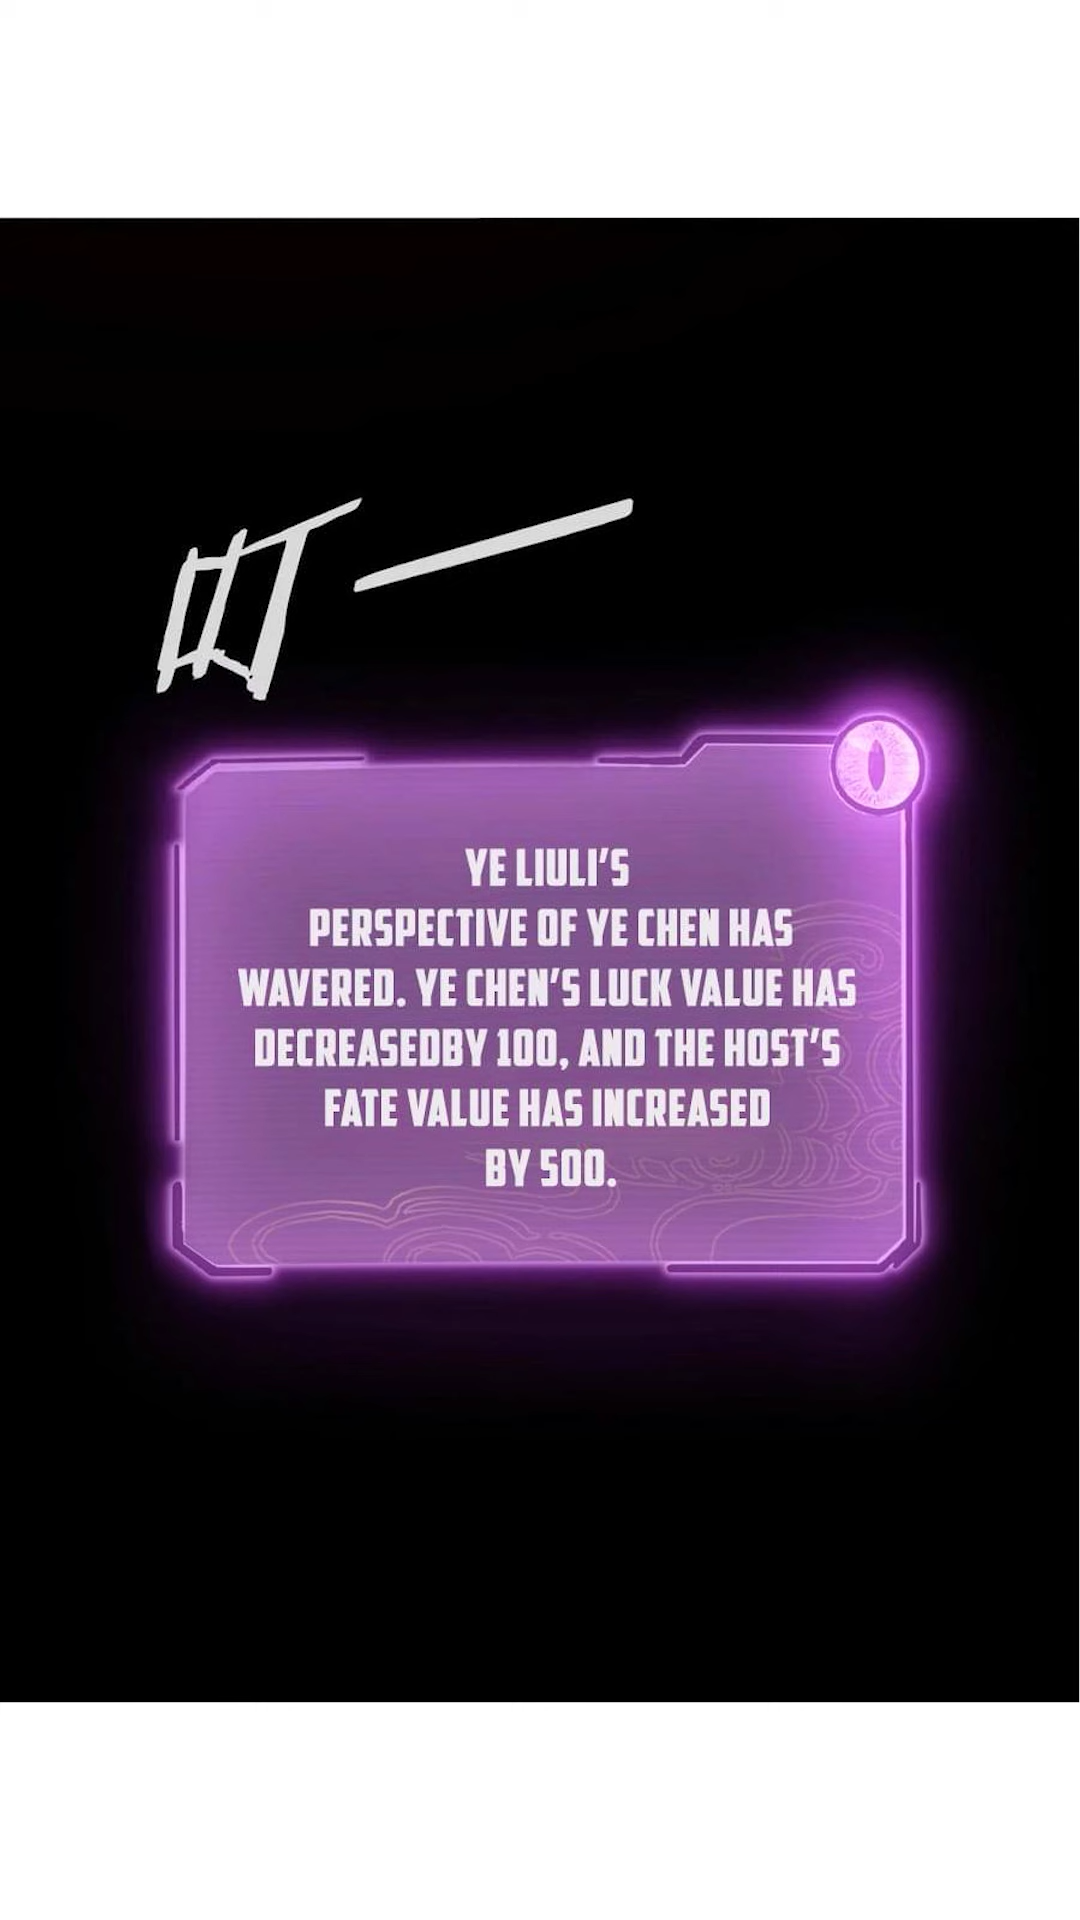 叮一
YE LIULI'S
PERSPECTIVE OF YE CHEN HAS
WAVERED. YE CHEN'S LUCK VALUE HAS
DECREASEDBY 100, AND THE HOST'S
FATE VALUE HAS INCREASED
BY 500.